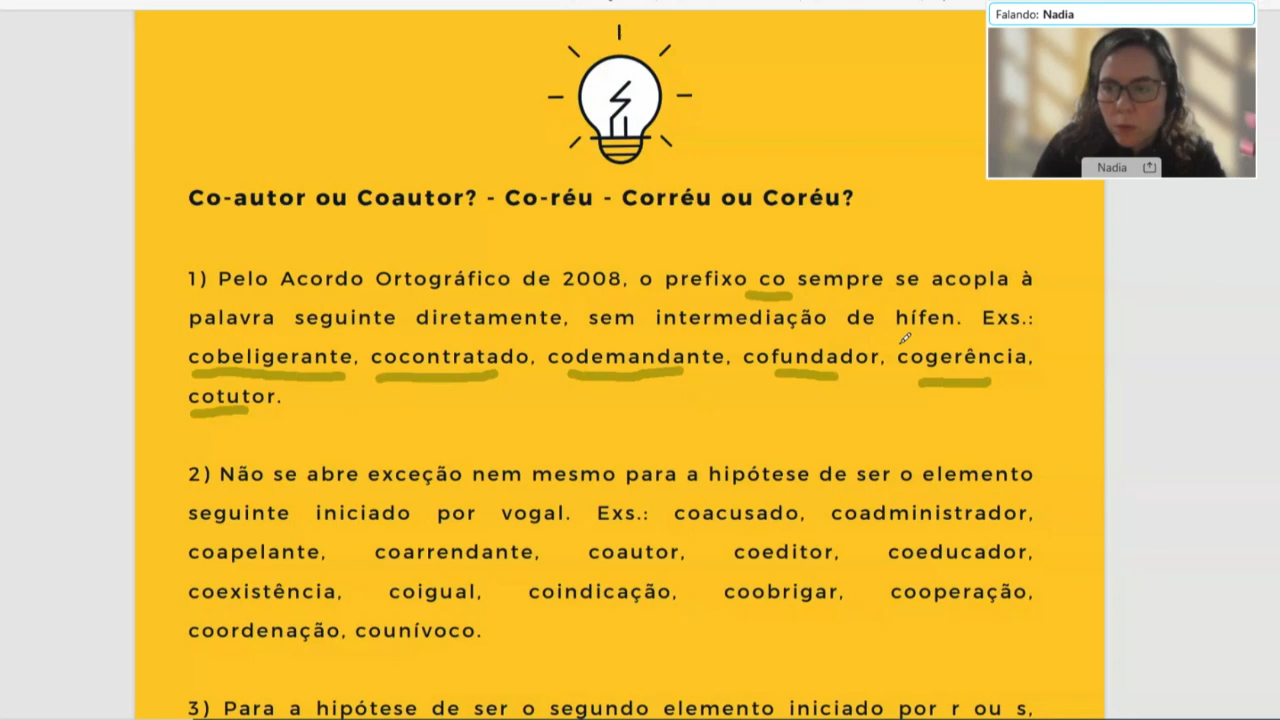 Falando: Nadia
Nadia
Co-autor ou Coautor? - Co-réu - Corréu ou Coréu?
1) Pelo Acordo Ortográfico de 2008, o prefixo co sempre se acopla à
palavra seguinte diretamente, sem intermediação de hífen. Exs.:
cobeligerante, cocontratado, codemandante, cofundador, cogerência,
cotutor.
2) Não se abre exceção nem mesmo para a hipótese de ser o elemento
seguinte iniciado por vogal. Exs.: coacusado, coadministrador,
coapelante, coarrendante, coautor, coeditor, coeducador,
coexistência, coigual, coindicação, coobrigar, cooperação,
coordenação, counívoco.
3) Para a hipótese de ser o segundo elemento iniciado por r ou s,